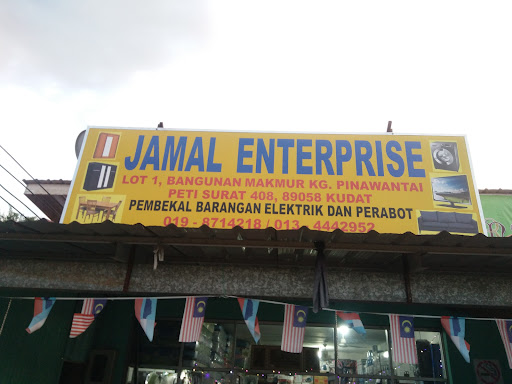 JAMAL ENTERPRISE
LOT 1, BANGUNAN MAKMUR KG. PINAWANTAI
PETI SURAT 408, 89058 KUDAT
PEMBEKAL BARANGAN ELEKTRIK DAN PERABOT
019 - 8714218 / 013 - 4442952